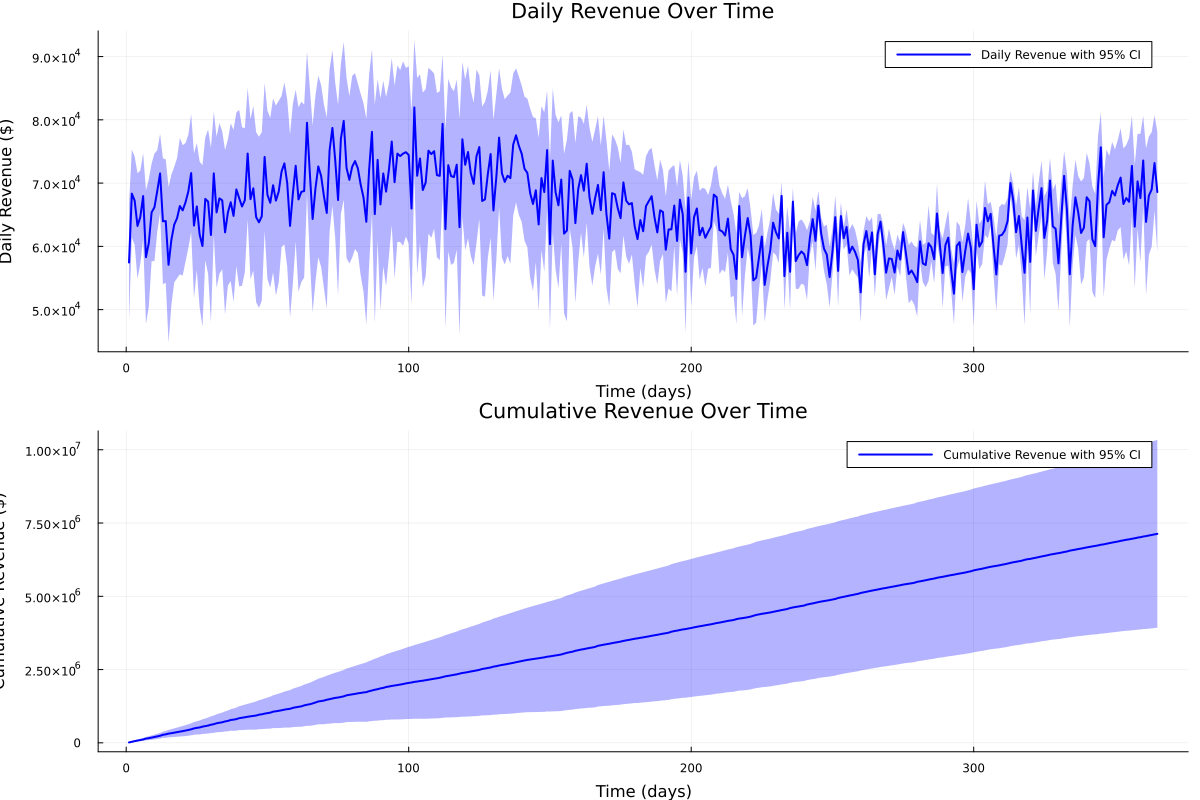 Daily Revenue Over Time
Daily Revenue ($)
9.0×10⁴
8.0×10⁴
7.0×10⁴
6.0×10⁴
5.0×10⁴
Daily Revenue with 95% CI
0 100 200 300
Time (days)
Cumulative Revenue Over Time
Cumulative Revenue ($)
1.00×10⁷
7.50×10⁶
5.00×10⁶
2.50×10⁶
0
Cumulative Revenue with 95% CI
0 100 200 300
Time (days)